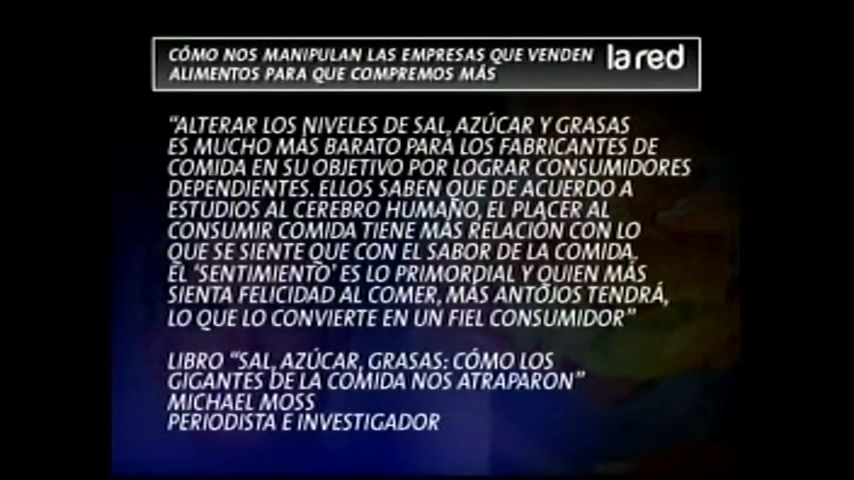 CÓMO NOS MANIPULAN LAS EMPRESAS QUE VENDEN
ALIMENTOS PARA QUE COMPREMOS MÁS
la red
“ALTERAR LOS NIVELES DE SAL, AZÚCAR Y GRASAS
ES MUCHO MÁS BARATO PARA LOS FABRICANTES DE
COMIDA EN SU OBJETIVO POR LOGRAR CONSUMIDORES
DEPENDIENTES. ELLOS SABEN QUE DE ACUERDO A
ESTUDIOS AL CEREBRO HUMAÑO, EL PLACER AL
CONSUMIR COMIDA TIENE MÁS RELACIÓN CON LO
QUE SE SIENTE QUE CON EL SABOR DE LA COMIDA.
EL ‘SENTIMIENTO’ ES LO PRIMORDIAL Y QUIEN MÁS
SIENTA FELICIDAD AL COMER, MÁS ANTOJOS TENDRÁ,
LO QUE LO CONVIERTE EN UN FIEL CONSUMIDOR”
LIBRO “SAL, AZÚCAR, GRASAS: CÓMO LOS
GIGANTES DE LA COMIDA NOS ATRAPARON”
MICHAEL MOSS
PERIODISTA E INVESTIGADOR